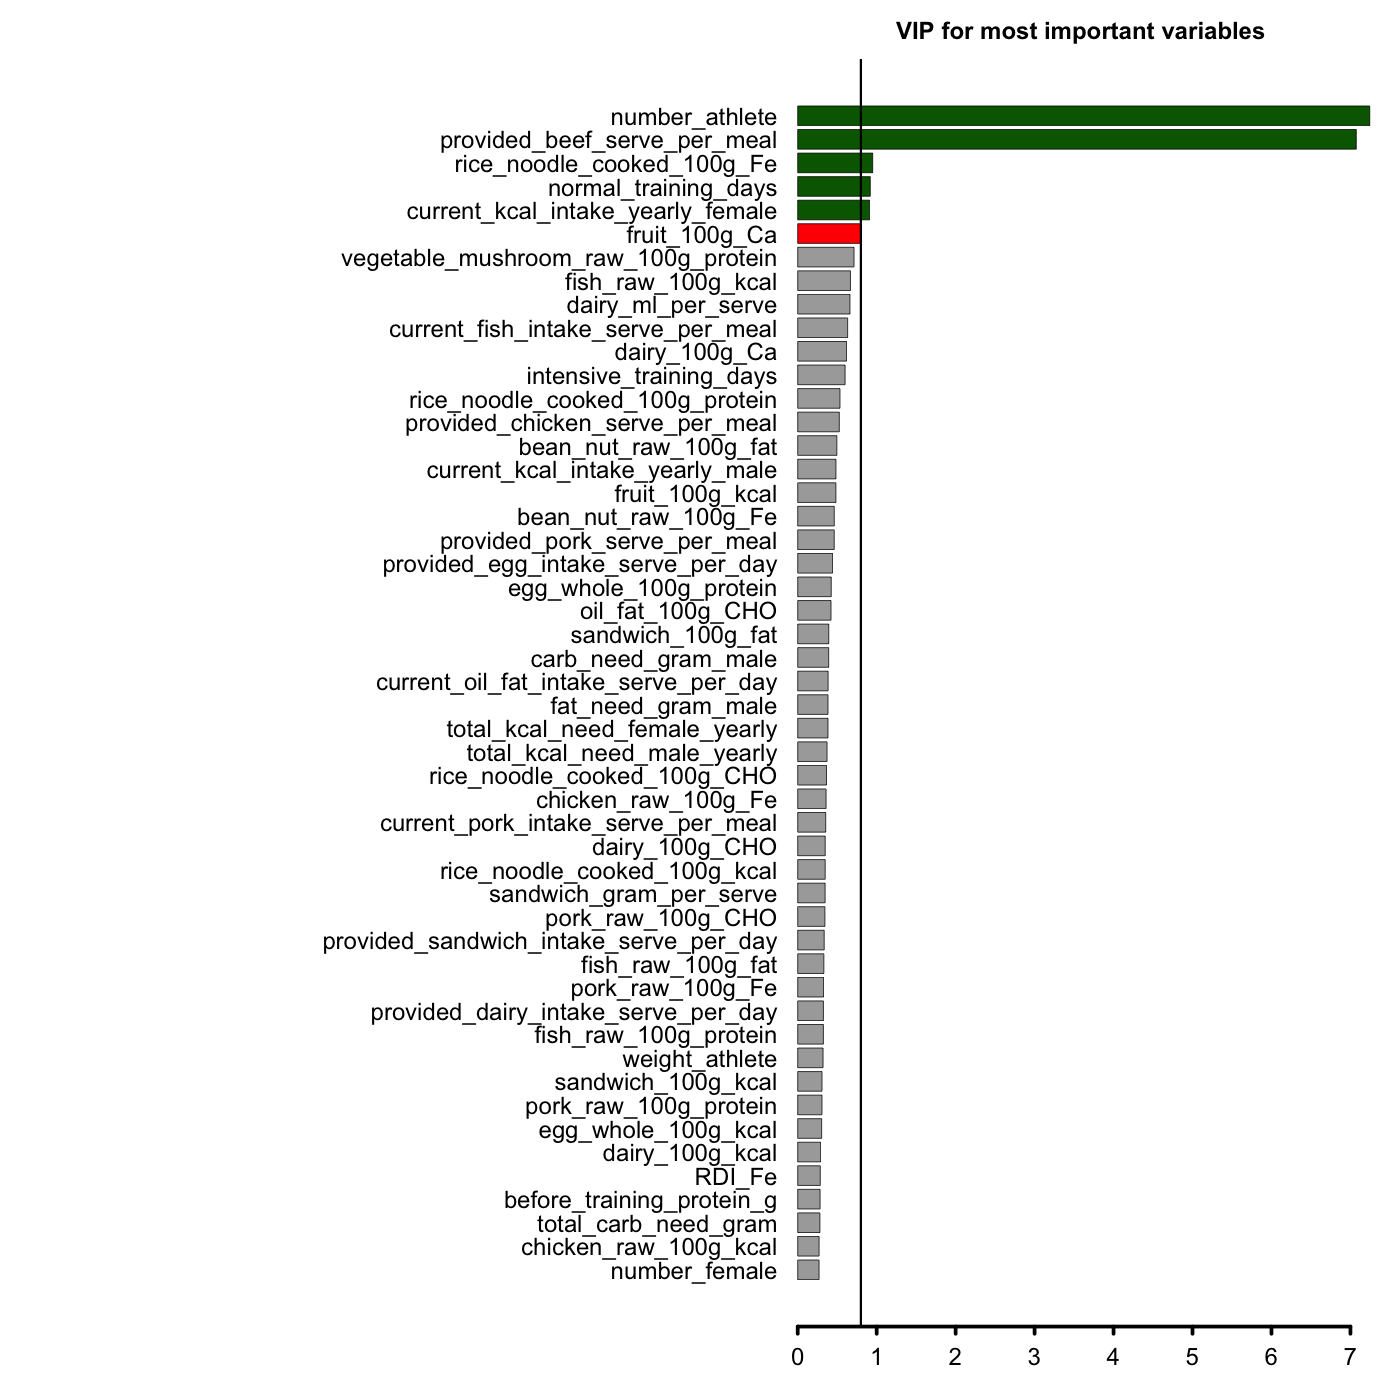 VIP for most important variables
number_athlete
provided_beef_serve_per_meal
rice_noodle_cooked_100g_Fe
normal_training_days
current_kcal_intake_yearly_female
fruit_100g_Ca
vegetable_mushroom_raw_100g_protein
fish_raw_100g_kcal
dairy_ml_per_serve
current_fish_intake_serve_per_meal
dairy_100g_Ca
intensive_training_days
rice_noodle_cooked_100g_protein
provided_chicken_serve_per_meal
bean_nut_raw_100g_fat
current_kcal_intake_yearly_male
fruit_100g_kcal
bean_nut_raw_100g_Fe
provided_pork_serve_per_meal
provided_egg_intake_serve_per_day
egg_whole_100g_protein
oil_fat_100g_CHO
sandwich_100g_fat
carb_need_gram_male
current_oil_fat_intake_serve_per_day
fat_need_gram_male
total_kcal_need_female_yearly
total_kcal_need_male_yearly
rice_noodle_cooked_100g_CHO
chicken_raw_100g_Fe
current_pork_intake_serve_per_meal
dairy_100g_CHO
rice_noodle_cooked_100g_kcal
sandwich_gram_per_serve
pork_raw_100g_CHO
provided_sandwich_intake_serve_per_day
fish_raw_100g_fat
pork_raw_100g_Fe
provided_dairy_intake_serve_per_day
fish_raw_100g_protein
weight_athlete
sandwich_100g_kcal
pork_raw_100g_protein
egg_whole_100g_kcal
dairy_100g_kcal
RDI_Fe
before_training_protein_g
total_carb_need_gram
chicken_raw_100g_kcal
number_female
0 1 2 3 4 5 6 7